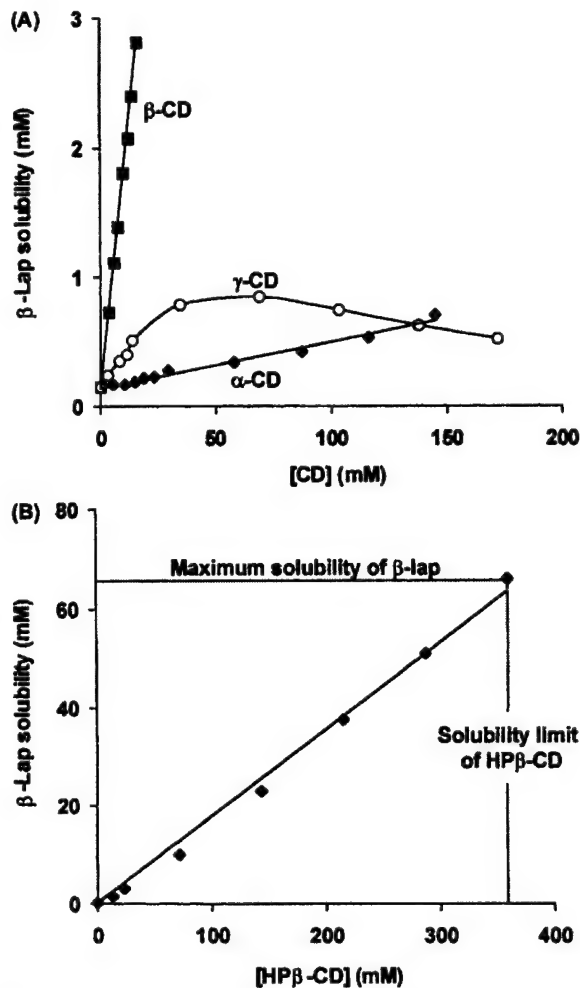 (A)
3
2
1
0
β-Lap solubility (mM)
β-CD
γ-CD
α-CD
0 50 100 150 200
[CD] (mM)
(B)
80
60
40
20
0
β-Lap solubility (mM)
Maximum solubility of β-lap
Solubility limit
of HPβ-CD
0 100 200 300 400
[HPβ-CD] (mM)